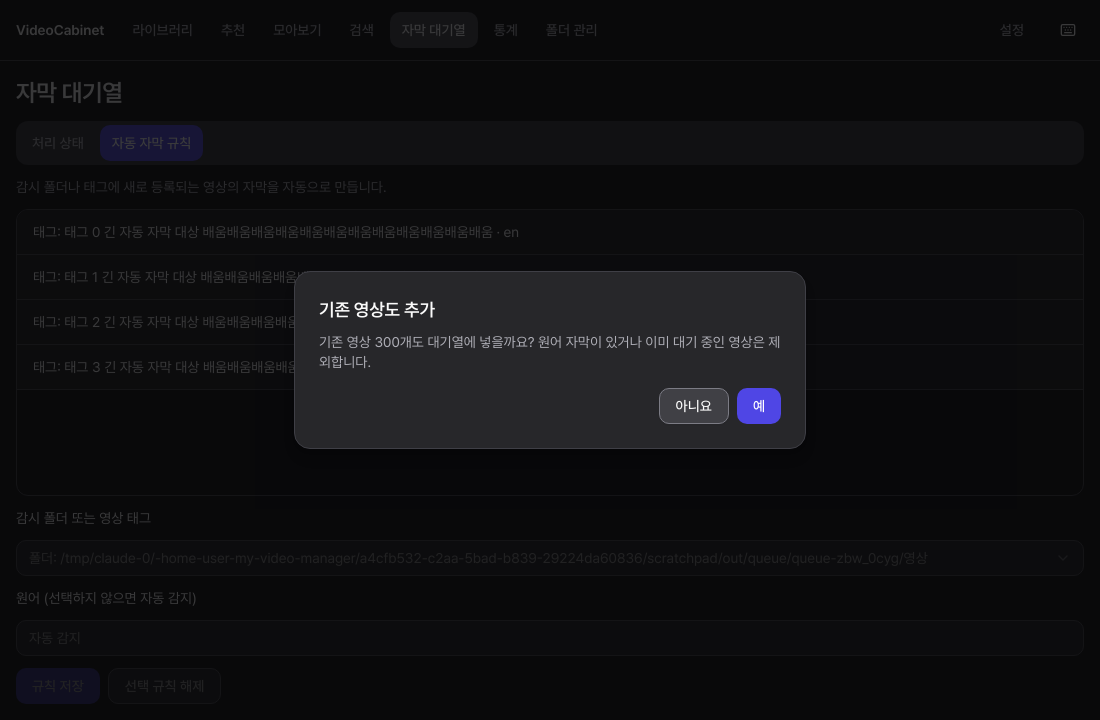 VideoCabinet 라이브러리 추천 모아보기 검색 자막 대기열 통계 폴더 관리 설정
자막 대기열
처리 상태 자동 자막 규칙
감시 폴더나 태그에 새로 등록되는 영상의 자막을 자동으로 만듭니다.
태그: 태그 0 긴 자동 자막 대상 배움배움배움배움배움배움배움배움배움배움배움배움 · en
태그: 태그 1 긴 자동 자막 대상 배움배움배움배움
태그: 태그 2 긴 자동 자막 대상 배움배움배움배움
태그: 태그 3 긴 자동 자막 대상 배움배움배움배움
기존 영상도 추가
기존 영상 300개도 대기열에 넣을까요? 원어 자막이 있거나 이미 대기 중인 영상은 제
외합니다.
아니요 예
감시 폴더 또는 영상 태그
폴더: /tmp/claude-0/-home-user-my-video-manager/a4cfb532-c2aa-5bad-b839-29224da60836/scratchpad/out/queue/queue-zbw_0cyg/영상
원어 (선택하지 않으면 자동 감지)
자동 감지
규칙 저장 선택 규칙 해제